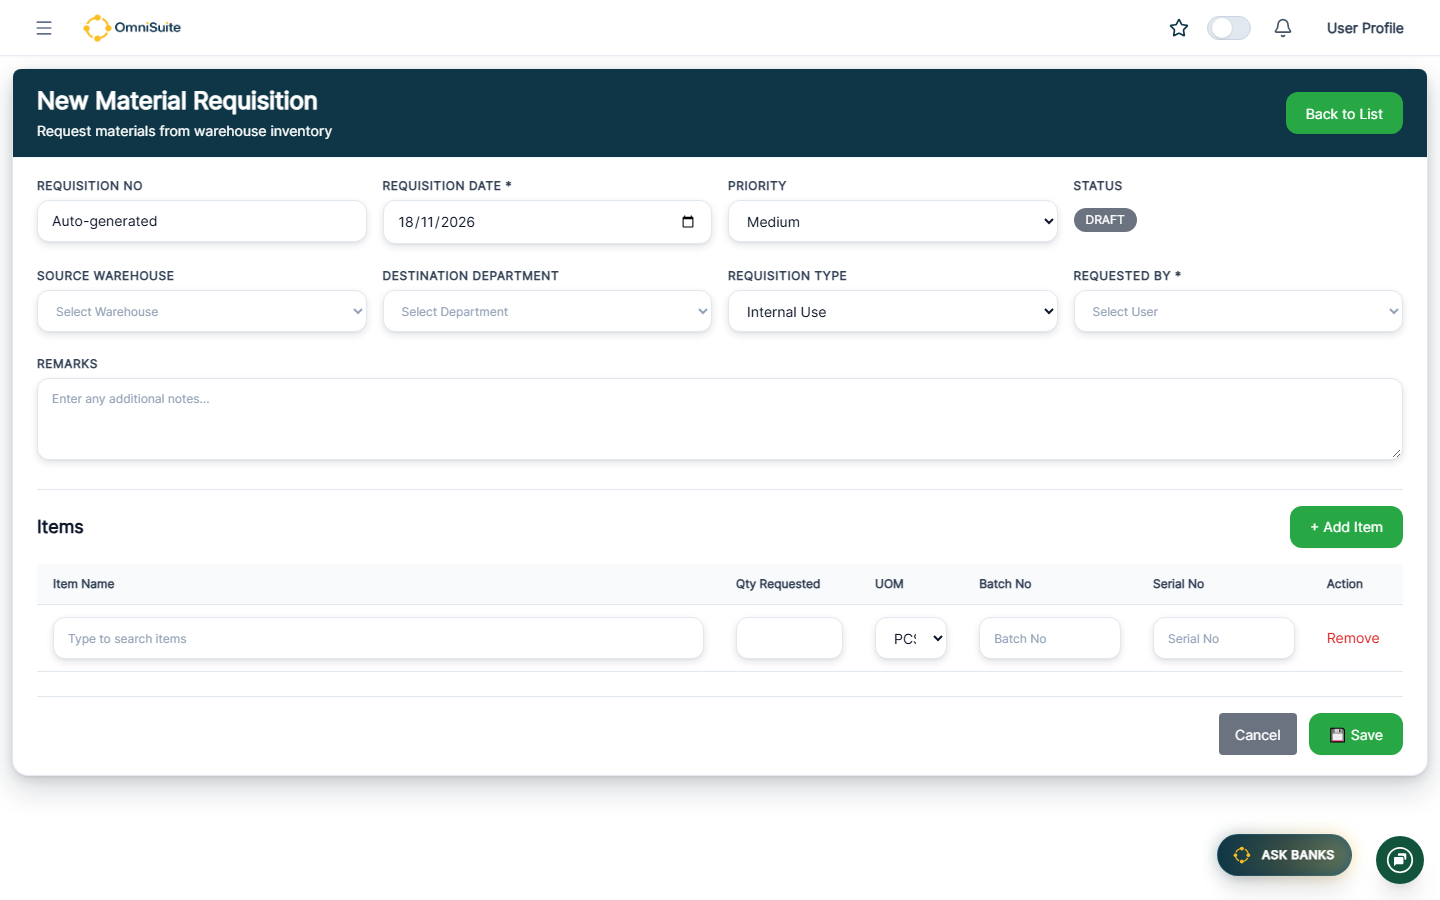 OmniSuite
User Profile
New Material Requisition
Request materials from warehouse inventory
Back to List
REQUISITION NO
REQUISITION DATE *
PRIORITY
STATUS
Auto-generated
18/11/2026
Medium
DRAFT
SOURCE WAREHOUSE
DESTINATION DEPARTMENT
REQUISITION TYPE
REQUESTED BY *
Select Warehouse
Select Department
Internal Use
Select User
REMARKS
Enter any additional notes...
Items
+ Add Item
Item Name
Qty Requested
UOM
Batch No
Serial No
Action
Type to search items
PCS
Batch No
Serial No
Remove
Cancel
Save
ASK BANKS